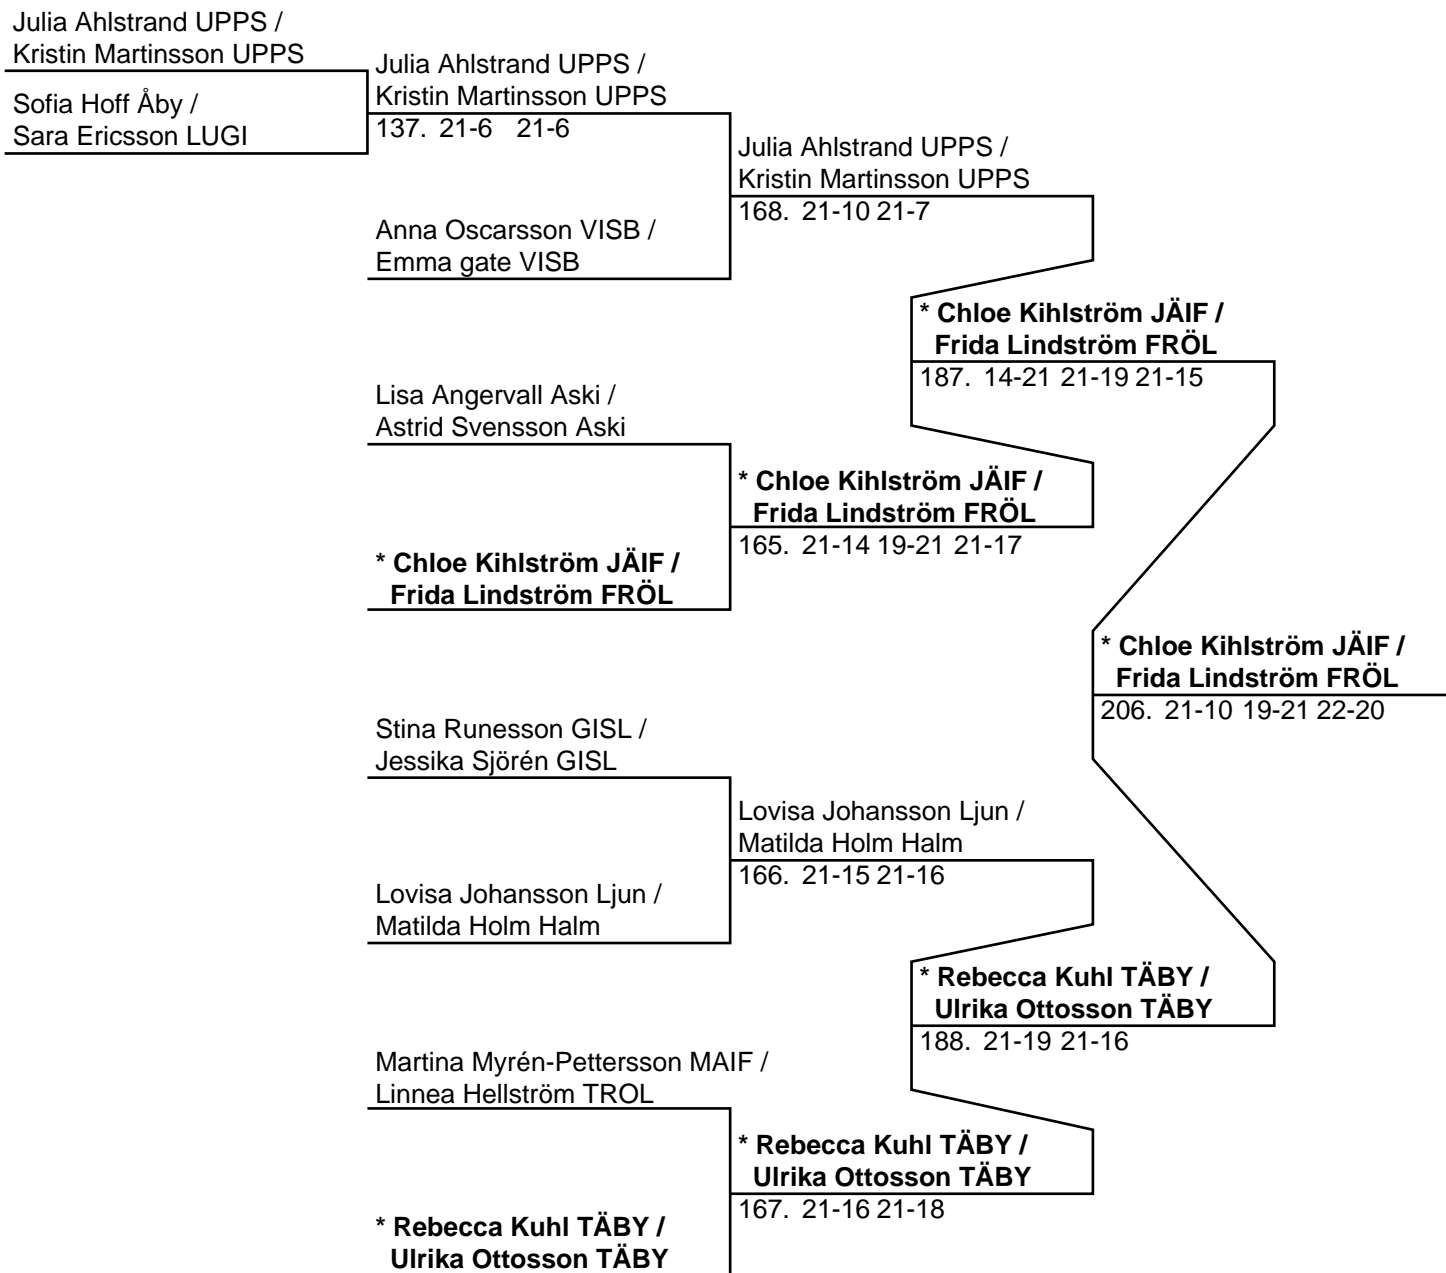 Julia Ahlstrand UPPS /
Kristin Martinsson UPPS
Sofia Hoff Åby /
Sara Ericsson LUGI
Julia Ahlstrand UPPS /
Kristin Martinsson UPPS
137. 21-6 21-6
Anna Oscarsson VISB /
Emma gate VISB
Julia Ahlstrand UPPS /
Kristin Martinsson UPPS
168. 21-10 21-7
Lisa Angervall Aski /
Astrid Svensson Aski
* Chloe Kihlström JÄIF /
Frida Lindström FRÖL
* Chloe Kihlström JÄIF /
Frida Lindström FRÖL
165. 21-14 19-21 21-17
* Chloe Kihlström JÄIF /
Frida Lindström FRÖL
187. 14-21 21-19 21-15
Stina Runesson GISL /
Jessika Sjörén GISL
Lovisa Johansson Ljun /
Matilda Holm Halm
Lovisa Johansson Ljun /
Matilda Holm Halm
166. 21-15 21-16
Martina Myrén-Pettersson MAIF /
Linnea Hellström TROL
* Rebecca Kuhl TÄBY /
Ulrika Ottosson TÄBY
* Rebecca Kuhl TÄBY /
Ulrika Ottosson TÄBY
167. 21-16 21-18
* Rebecca Kuhl TÄBY /
Ulrika Ottosson TÄBY
188. 21-19 21-16
* Chloe Kihlström JÄIF /
Frida Lindström FRÖL
206. 21-10 19-21 22-20